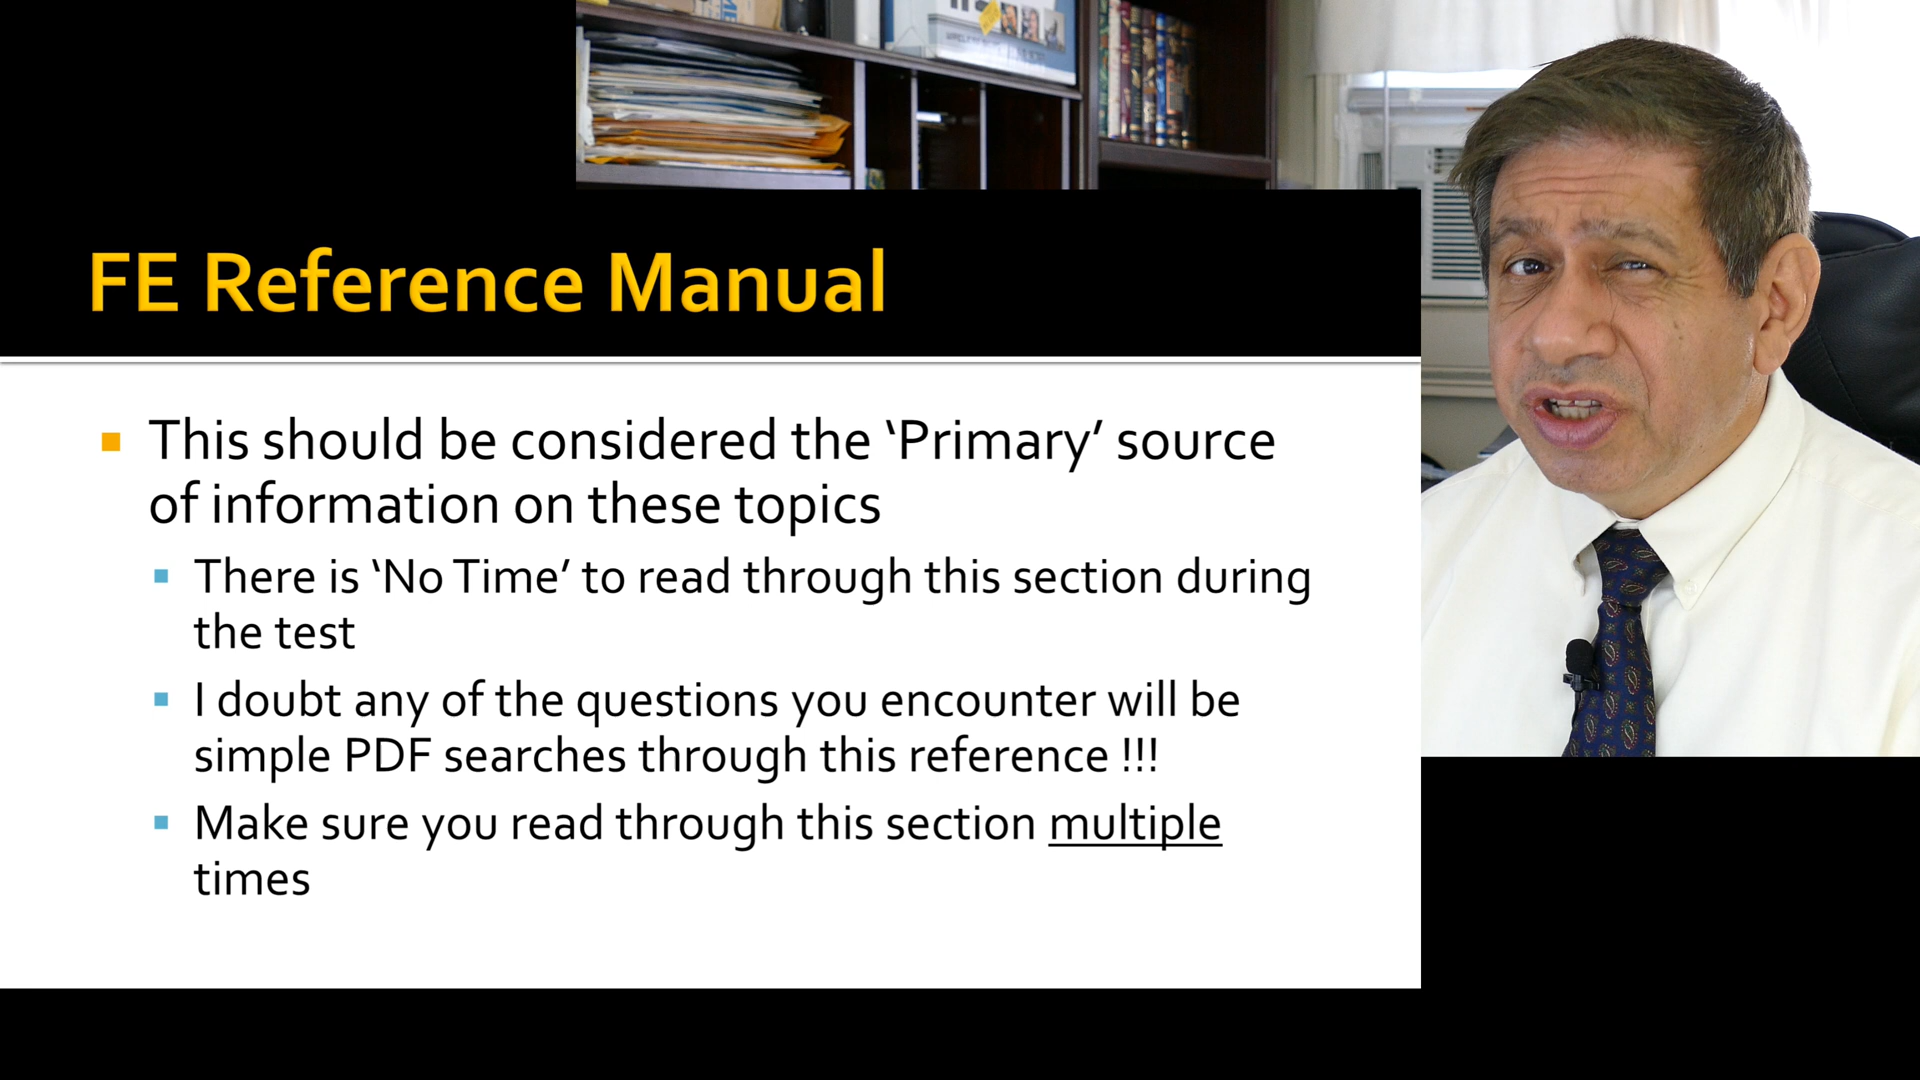 FE Reference Manual
This should be considered the ‘Primary’ source
of information on these topics
There is ‘No Time’ to read through this section during
the test
I doubt any of the questions you encounter will be
simple PDF searches through this reference !!!
Make sure you read through this section multiple
times